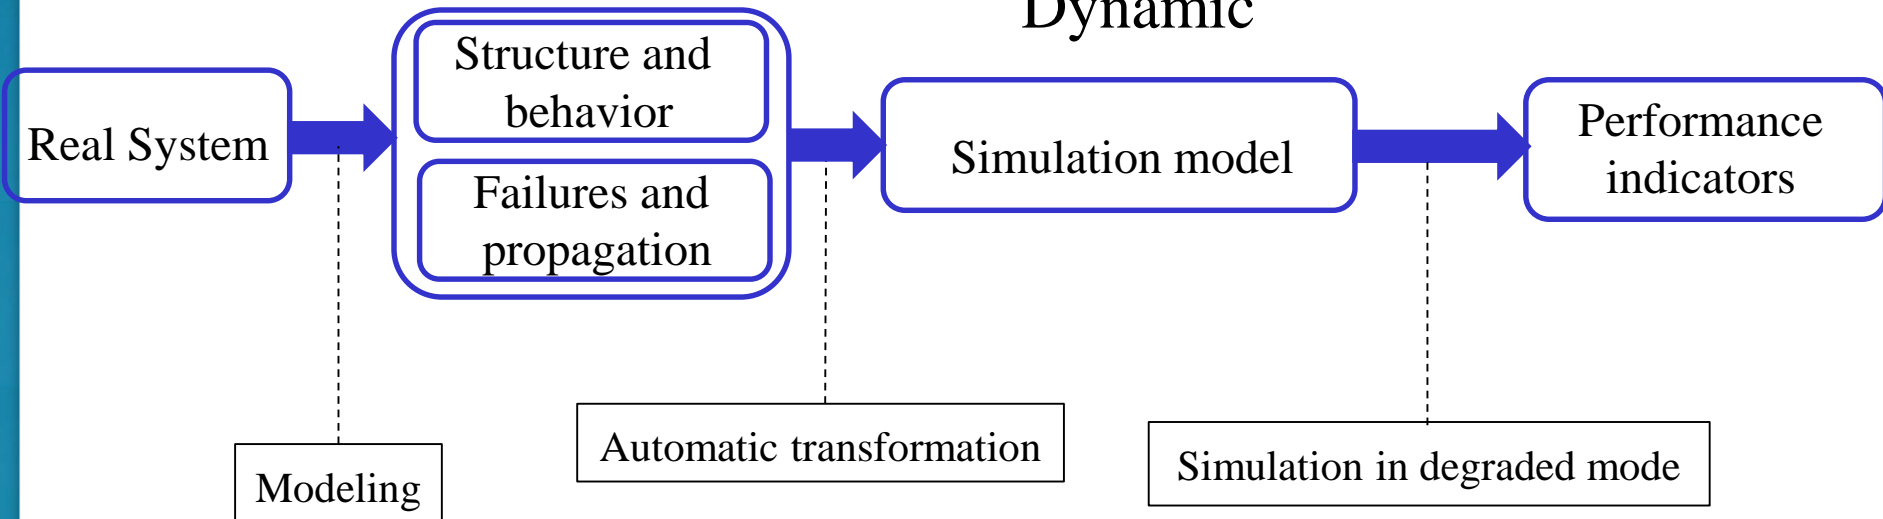 Dynamic
Real System
Structure and
behavior
Failures and
propagation
Simulation model
Performance
indicators
Modeling
Automatic transformation
Simulation in degraded mode